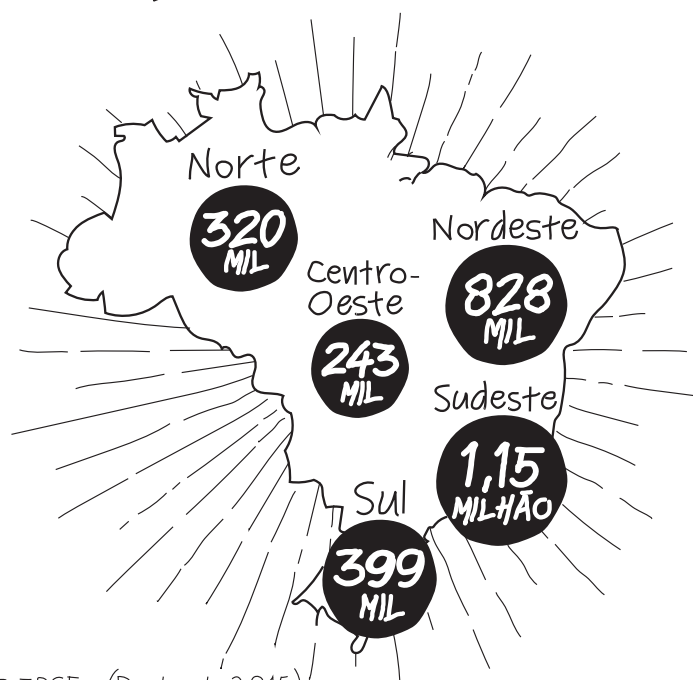 Norte
320
MIL
Nordeste
828
MIL
Centro-
Oeste
243
MIL
Sudeste
1,15
MILHÃO
Sul
399
MIL